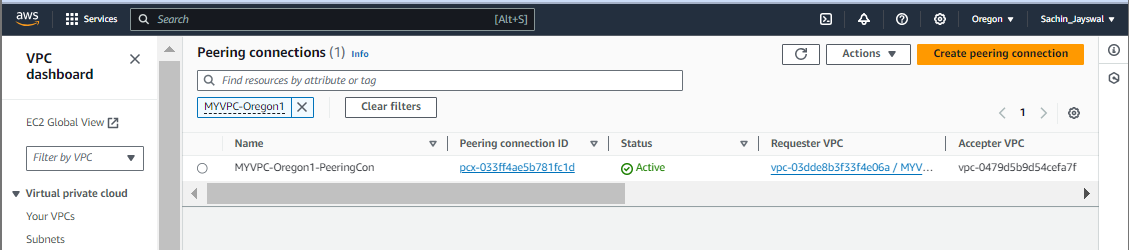 aws Services Search [Alt+S] Oregon Sachin_Jayswal
VPC dashboard
EC2 Global View
Filter by VPC
Virtual private cloud
Your VPCs
Subnets
Peering connections (1) Info
Actions Create peering connection
Find resources by attribute or tag
MYVPC-Oregon1 Clear filters
1
Name Peering connection ID Status Requester VPC Accepter VPC
MYVPC-Oregon1-PeeringCon pcx-033ff4ae5b781fc1d Active vpc-03dde8b3f33f4e06a / MYV… vpc-0479d5b9d54cefa7f